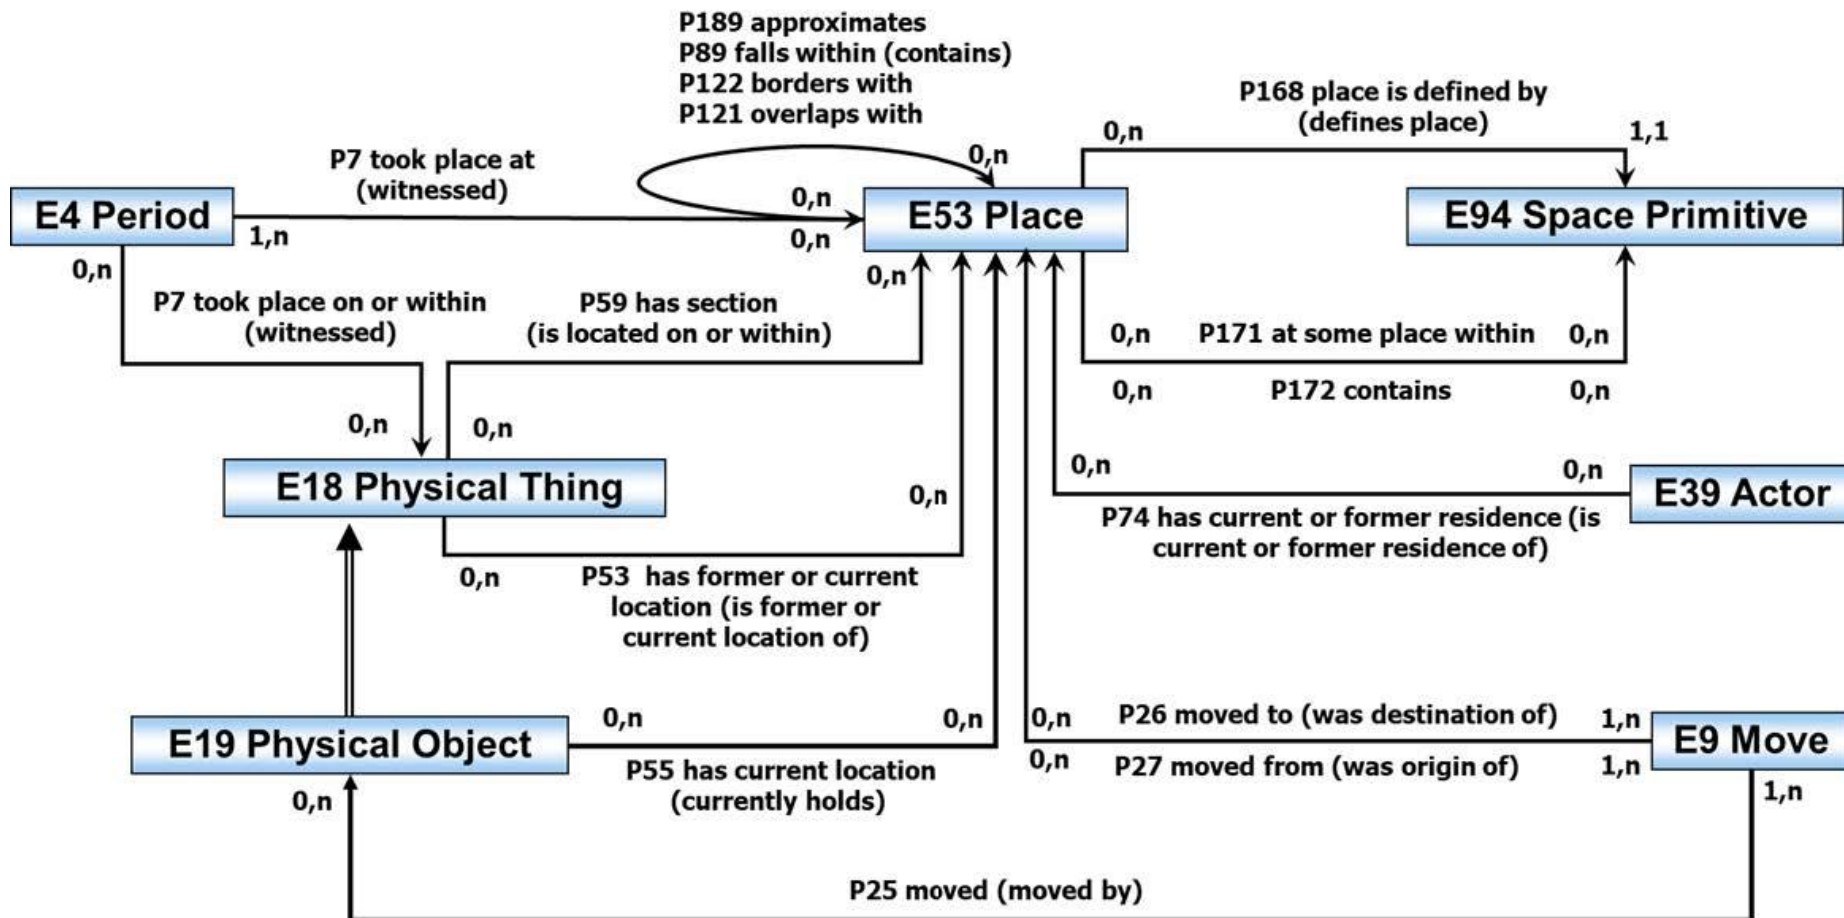 P189 approximates
P89 falls within (contains)
P122 borders with
P121 overlaps with
P168 place is defined by
(defines place)
0,n
1,1
P7 took place at
(witnessed)
0,n
0,n
E4 Period
E53 Place
E94 Space Primitive
1,n
0,n
0,n
0,n
P7 took place on or within
(witnessed)
P59 has section
(is located on or within)
0,n
P171 at some place within
0,n
0,n
P172 contains
0,n
0,n
0,n
E18 Physical Thing
0,n
0,n
0,n
E39 Actor
P74 has current or former residence (is
current or former residence of)
0,n
P53 has former or current
location (is former or
current location of)
0,n
0,n
0,n
P26 moved to (was destination of)
1,n
E19 Physical Object
E9 Move
0,n
P27 moved from (was origin of)
1,n
P55 has current location
(currently holds)
0,n
1,n
P25 moved (moved by)